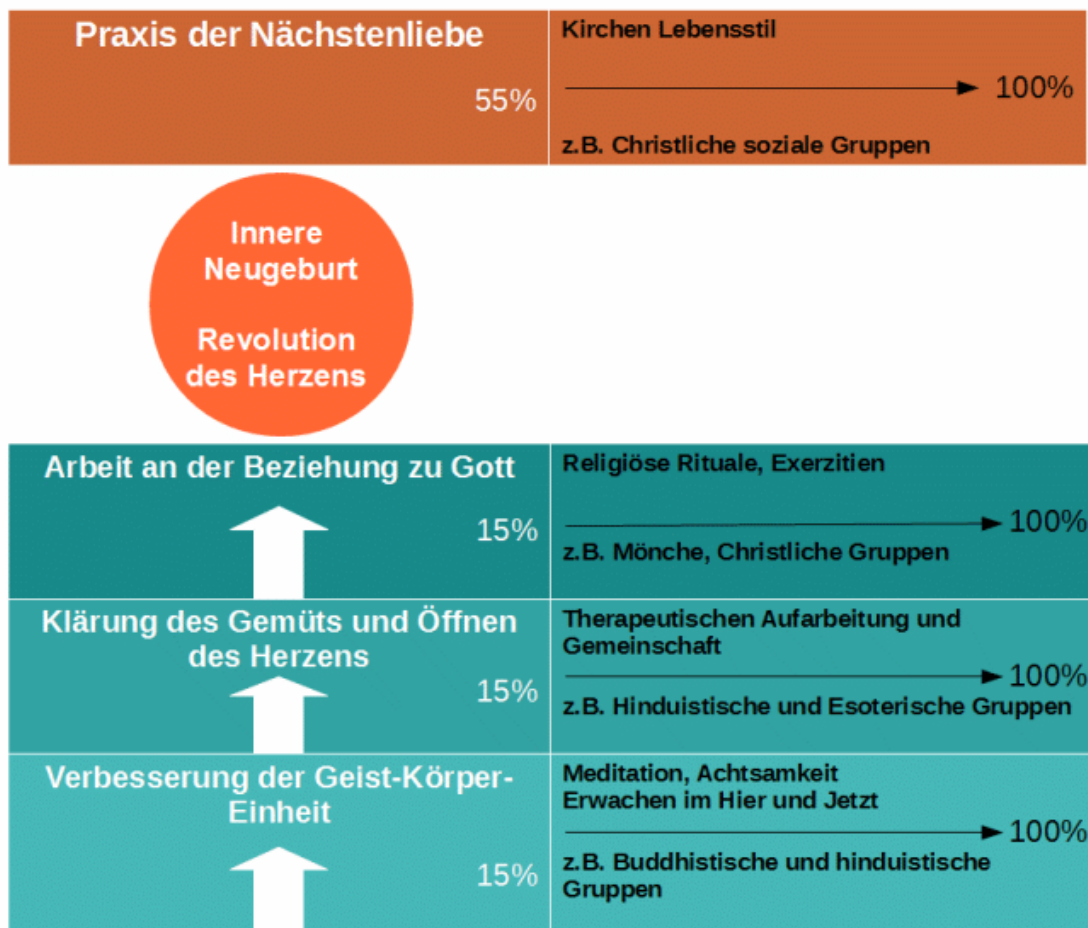 Praxis der Nächstenliebe
55%
Kirchen Lebensstil
100%
z.B. Christliche soziale Gruppen
Innere
Neugeburt
Revolution
des Herzens
Arbeit an der Beziehung zu Gott
15%
Religiöse Rituale, Exerzitien
100%
z.B. Mönche, Christliche Gruppen
Klärung des Gemüts und Öffnen
des Herzens
15%
Therapeutischen Aufarbeitung und
Gemeinschaft
100%
z.B. Hinduistische und Esoterische Gruppen
Verbesserung der Geist-Körper-
Einheit
15%
Meditation, Achtsamkeit
Erwachen im Hier und Jetzt
100%
z.B. Buddhistische und hinduistische
Gruppen